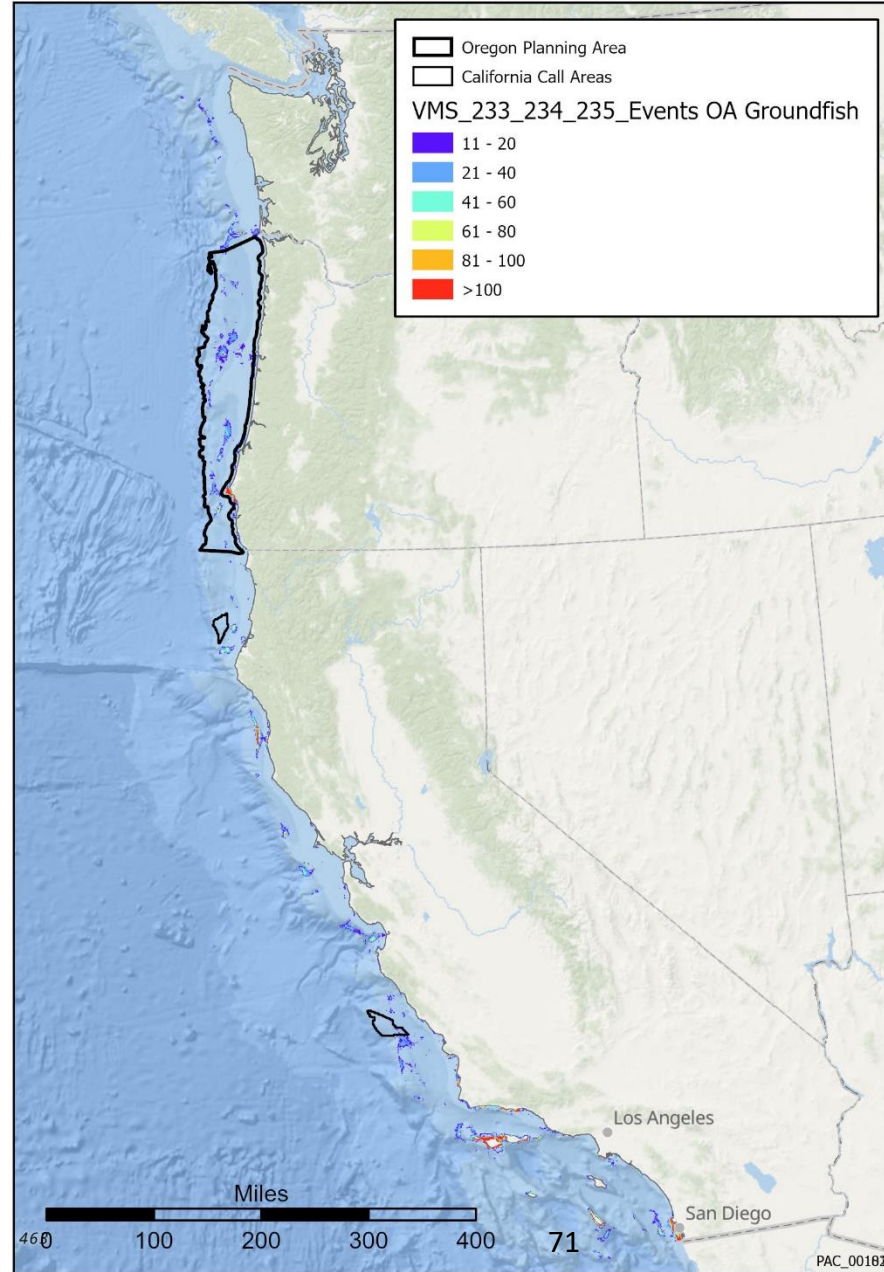 Oregon Planning Area
California Call Areas
VMS_233_234_235_Events OA Groundfish
11 - 20
21 - 40
41 - 60
61 - 80
81 - 100
>100
Los Angeles
San Diego
Miles
0 100 200 300 400
71